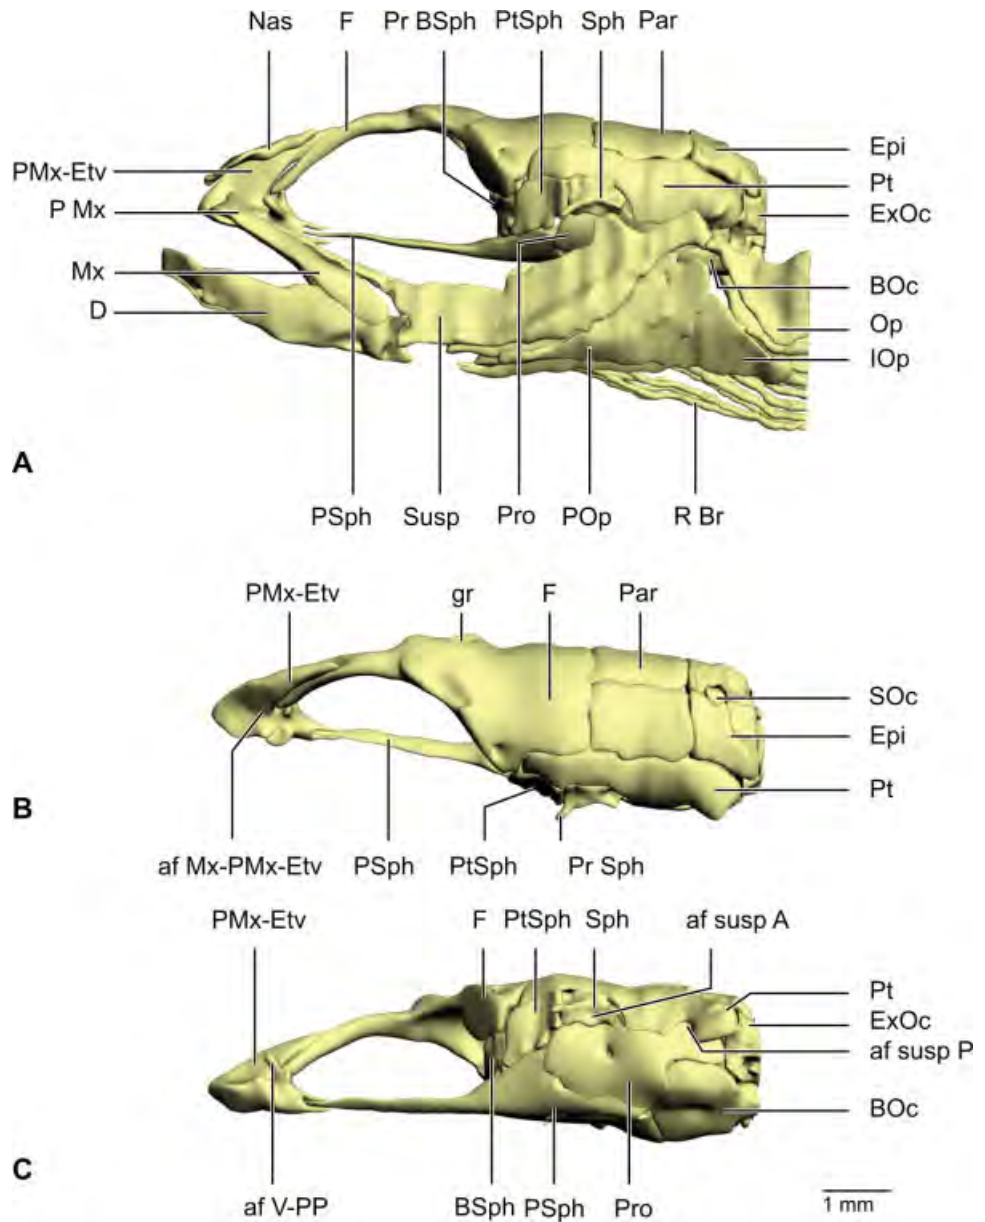 Nas F Pr BSph PtSph Sph Par
PMx-Etv
P Mx
Mx
D
Epi
Pt
ExOc
BOc
Op
IOp
A
PSph Susp Pro POp R Br
PMx-Etv gr F Par
SOc
Epi
Pt
B
af Mx-PMx-Etv PSph PtSph Pr Sph
PMx-Etv F PtSph Sph af susp A
Pt
ExOc
af susp P
BOc
C
af V-PP BSph PSph Pro
1 mm